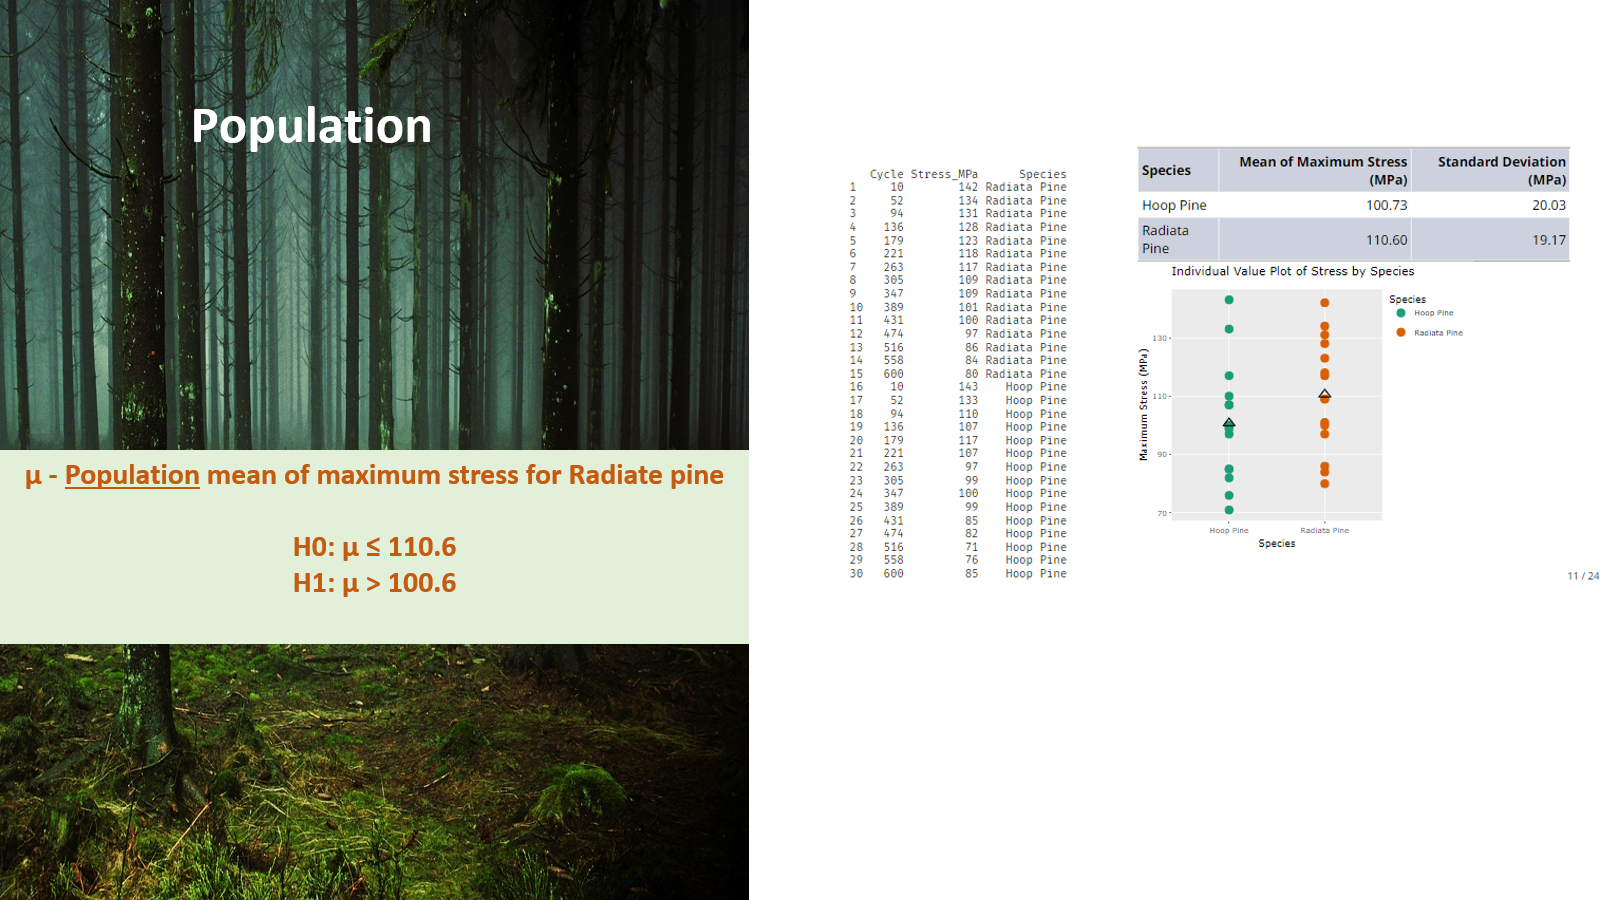 Population
μ - Population mean of maximum stress for Radiate pine
H0: μ ≤ 110.6
H1: μ > 100.6
Cycle Stress_MPa Species
1 10 142 Radiata Pine
2 52 134 Radiata Pine
3 94 131 Radiata Pine
4 136 128 Radiata Pine
5 179 123 Radiata Pine
6 221 118 Radiata Pine
7 263 117 Radiata Pine
8 305 109 Radiata Pine
9 347 109 Radiata Pine
10 389 101 Radiata Pine
11 431 100 Radiata Pine
12 474 97 Radiata Pine
13 516 86 Radiata Pine
14 558 84 Radiata Pine
15 600 80 Radiata Pine
16 10 143 Hoop Pine
17 52 133 Hoop Pine
18 94 110 Hoop Pine
19 136 107 Hoop Pine
20 179 117 Hoop Pine
21 221 107 Hoop Pine
22 263 97 Hoop Pine
23 305 99 Hoop Pine
24 347 100 Hoop Pine
25 389 99 Hoop Pine
26 431 85 Hoop Pine
27 474 82 Hoop Pine
28 516 71 Hoop Pine
29 558 76 Hoop Pine
30 600 85 Hoop Pine
Species Mean of Maximum Stress (MPa) Standard Deviation (MPa)
Hoop Pine 100.73 20.03
Radiata Pine 110.60 19.17
Individual Value Plot of Stress by Species
Species
Hoop Pine
Radiata Pine
Maximum Stress (MPa)
130
110
90
70
Hoop Pine Radiata Pine
Species
11 / 24